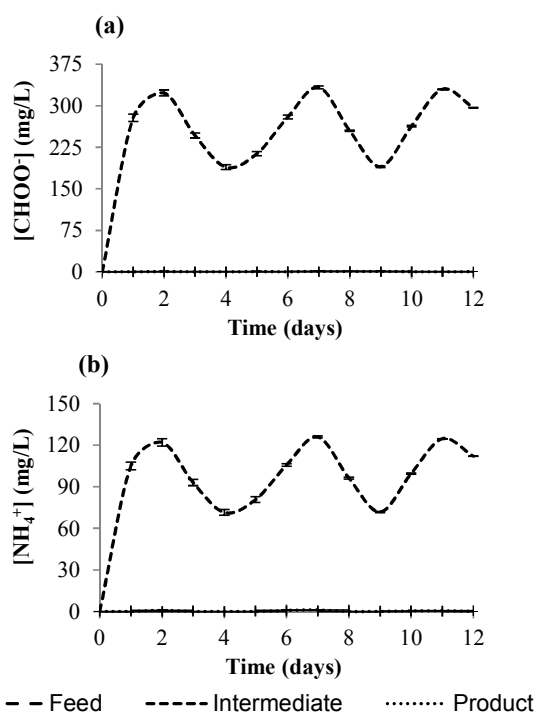 (a)
[CHOO⁻] (mg/L)
375
300
225
150
75
0
0 2 4 6 8 10 12
Time (days)
(b)
[NH₄⁺] (mg/L)
150
120
90
60
30
0
0 2 4 6 8 10 12
Time (days)
Feed Intermediate Product